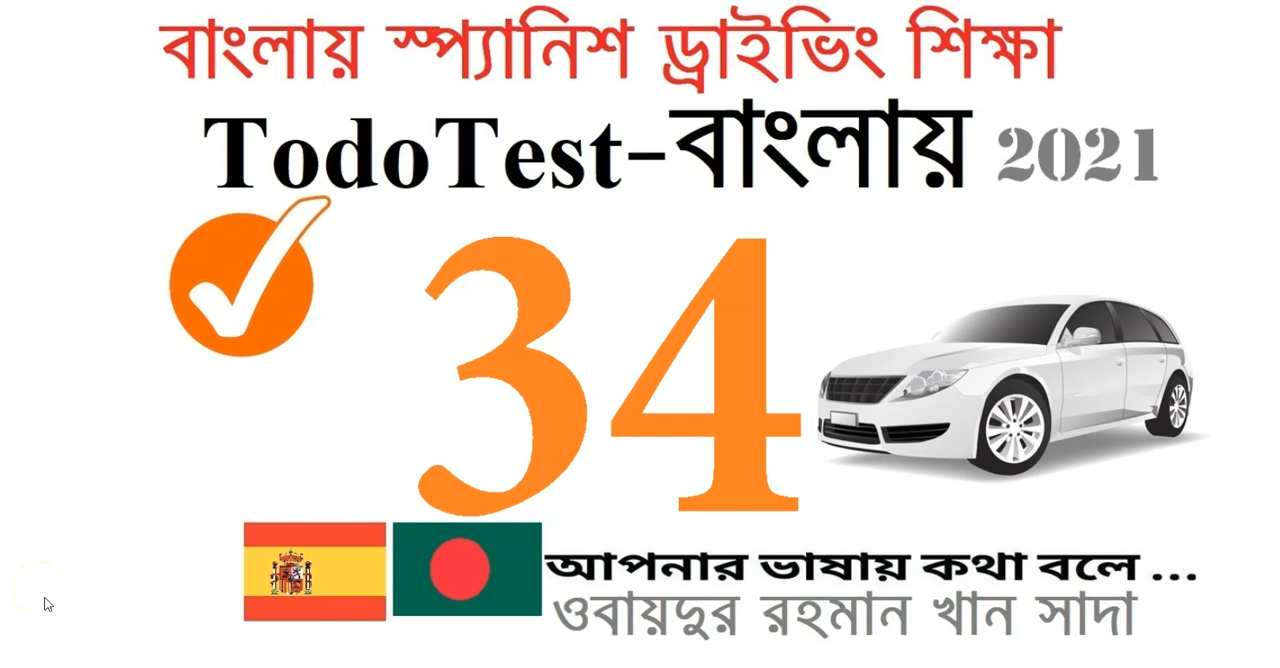 বাংলায় স্প্যানিশ ড্রাইভিং শিক্ষা
TodoTest-বাংলায় 2021
34
আপনার ভাষায় কথা বলে ...
ওবায়দুর রহমান খান সাদা